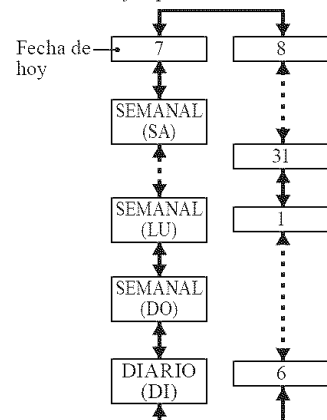 Fecha de
hoy
7
8
SEMANAL
(SA)
31
SEMANAL
(LU)
1
SEMANAL
(DO)
DIARIO
(DI)
6